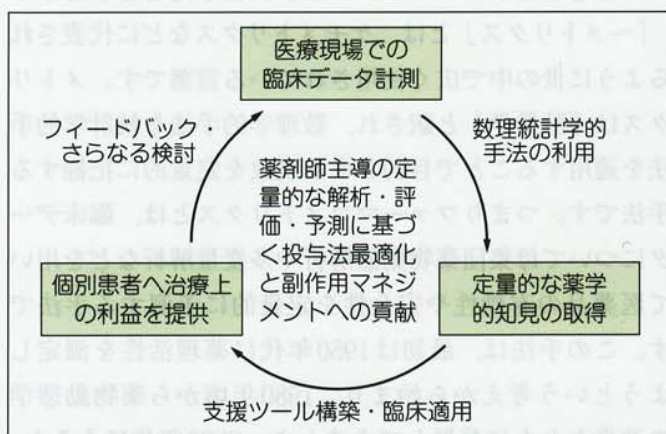 医療現場での
臨床データ計測
フィードバック・
さらなる検討
数理統計学的
手法の利用
薬剤師主導の定
量的な解析・評
価・予測に基づ
く投与法最適化
と副作用マネジ
メントへの貢献
個別患者へ治療上
の利益を提供
定量的な薬学
的知見の取得
支援ツール構築・臨床適用